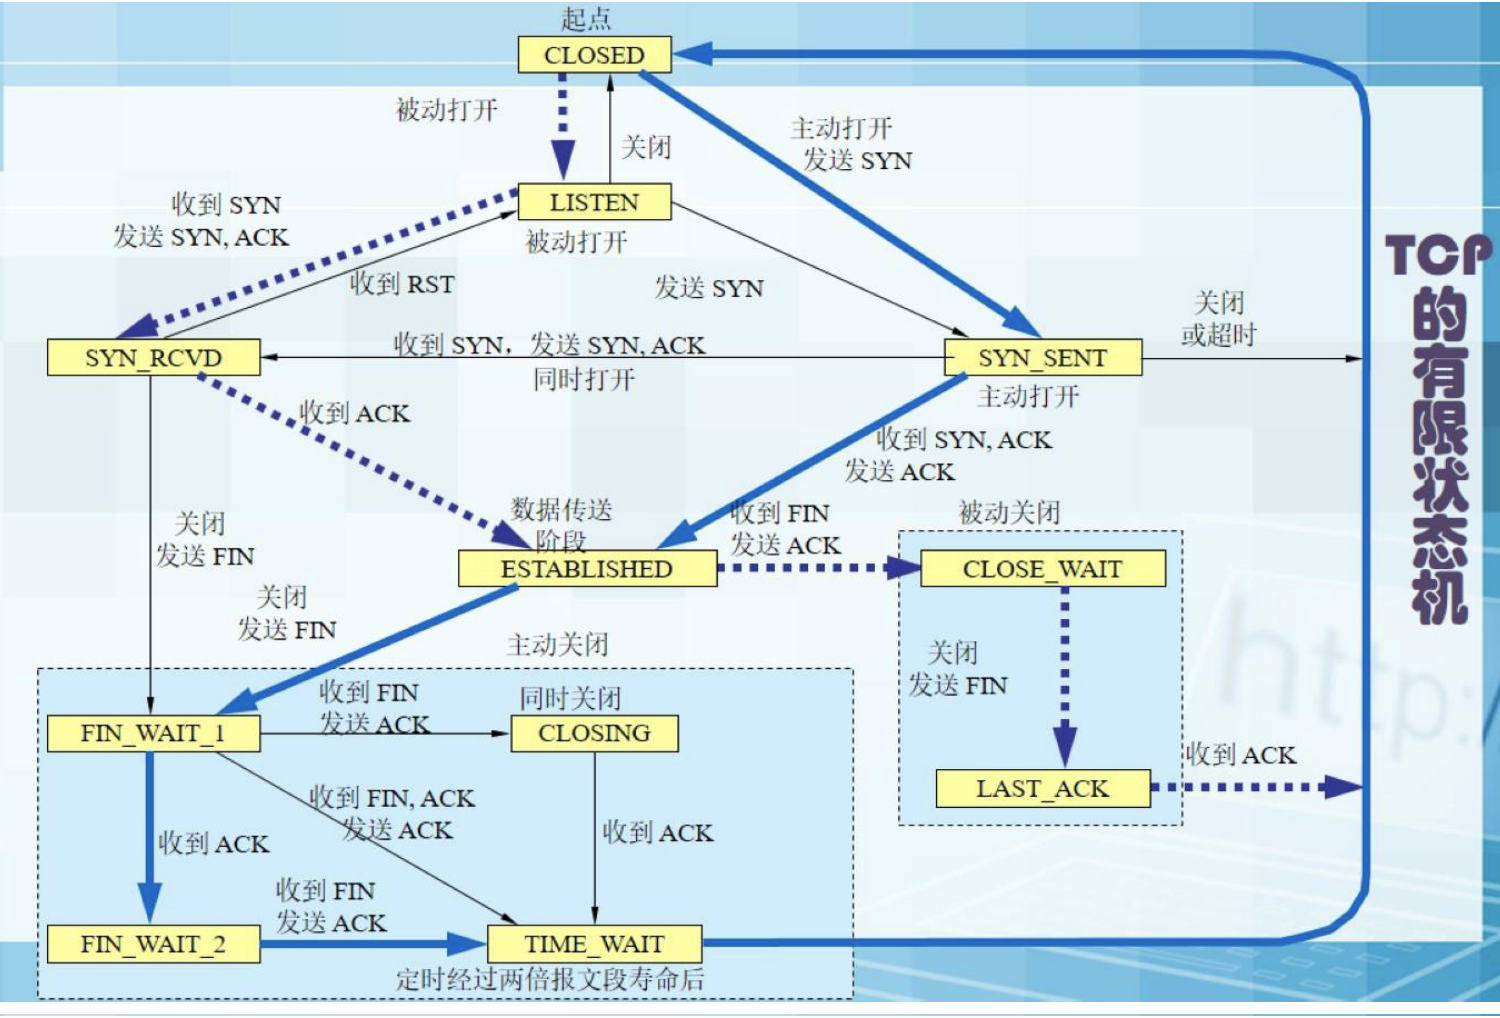 起点
CLOSED
被动打开
关闭
主动打开
发送 SYN
收到 SYN
发送 SYN, ACK
LISTEN
被动打开
收到 RST
发送 SYN
关闭
或超时
SYN_RCVD
收到 SYN，发送 SYN, ACK
同时打开
SYN_SENT
主动打开
收到 ACK
收到 SYN, ACK
发送 ACK
数据传送
阶段
ESTABLISHED
收到 FIN
发送 ACK
被动关闭
CLOSE_WAIT
关闭
发送 FIN
关闭
发送 FIN
关闭
发送 FIN
主动关闭
FIN_WAIT_1
收到 FIN
发送 ACK
同时关闭
CLOSING
LAST_ACK
收到 ACK
收到 FIN, ACK
发送 ACK
收到 ACK
收到 ACK
收到 FIN
发送 ACK
FIN_WAIT_2
TIME_WAIT
定时经过两倍报文段寿命后
TCP的有限状态机
http:/